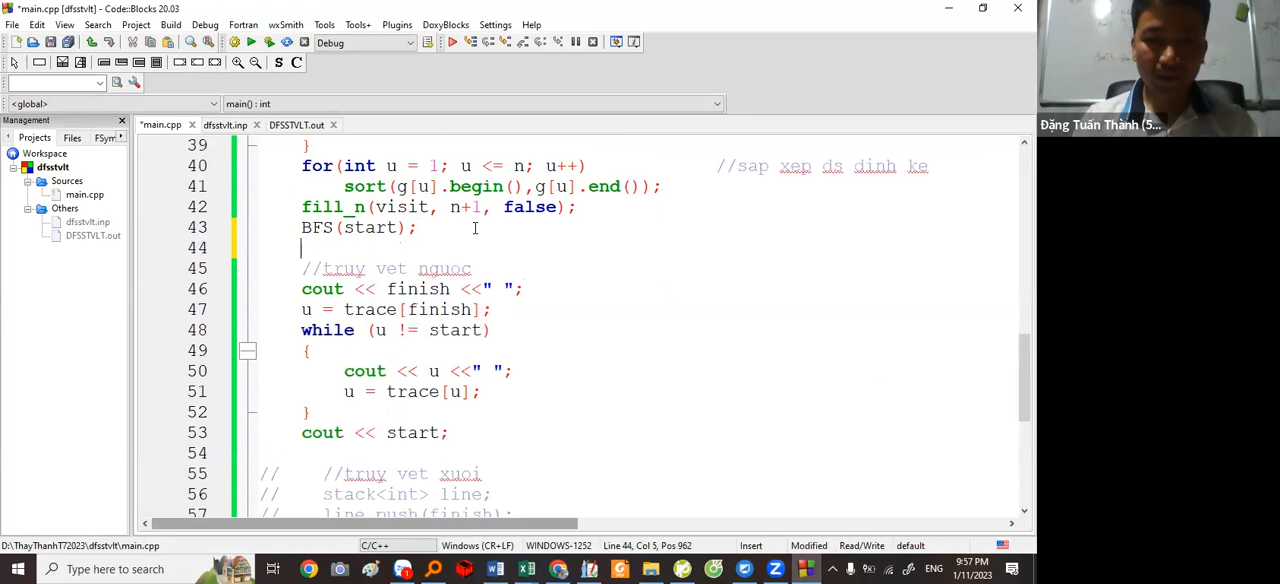 *main.cpp [dfsstvlt] - Code::Blocks 20.03
File Edit View Search Project Build Debug Fortran wxSmith Tools Tools+ Plugins DoxyBlocks Settings Help
Debug
S C
<global> main() : int
Management
Projects Files FSym
Workspace
dfsstvlt
Sources
main.cpp
Others
dfsstvlt.inp
DFSSTVLT.out
*main.cpp dfsstvlt.inp DFSSTVLT.out
39 }
40 for(int u = 1; u <= n; u++) //sap xep ds dinh ke
41 sort(g[u].begin(),g[u].end());
42 fill_n(visit, n+1, false);
43 BFS(start);
44
45 //truy vet nguoc
46 cout << finish <<" ";
47 u = trace[finish];
48 while (u != start)
49 {
50 cout << u <<" ";
51 u = trace[u];
52 }
53 cout << start;
54
55 // //truy vet xuoi
56 // stack<int> line;
57 // line.push(finish);
D:\ThayThanhT72023\dfsstvlt\main.cpp C/C++ Windows (CR+LF) WINDOWS-1252 Line 44, Col 5, Pos 962 Insert Modified Read/Write default
Type here to search
ENG
9:57 PM
1/11/2023
Đặng Tuấn Thành (5...